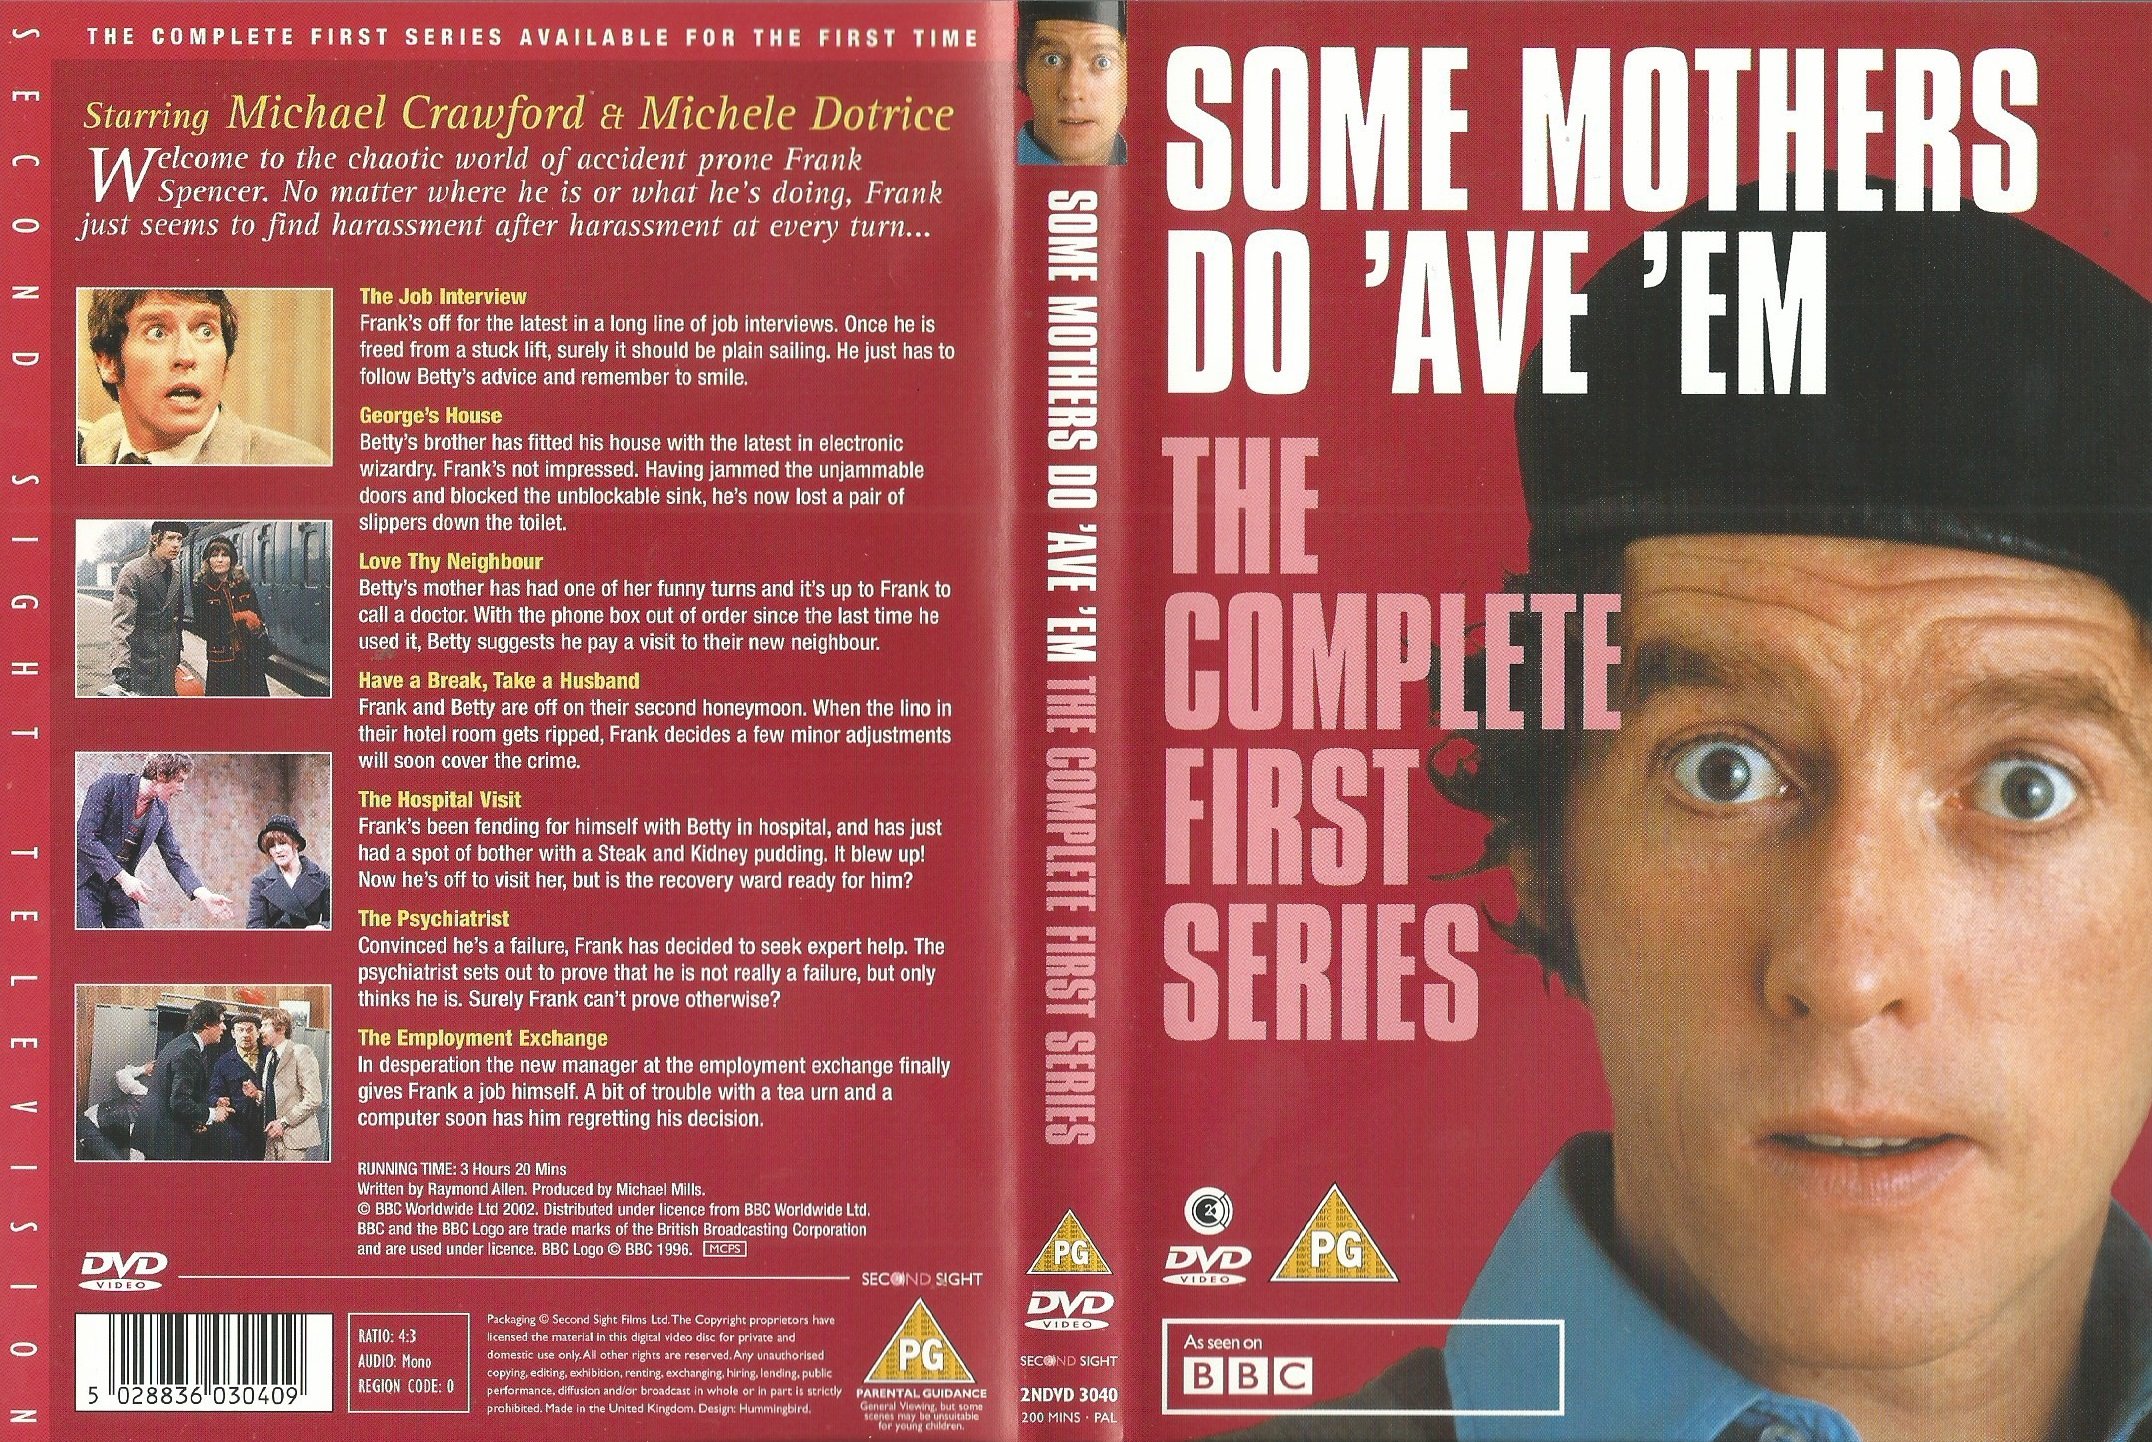 SECOND SIGHT TELEVISION
THE COMPLETE FIRST SERIES AVAILABLE FOR THE FIRST TIME
Starring Michael Crawford & Michele Dotrice
Welcome to the chaotic world of accident prone Frank
Spencer. No matter where he is or what he's doing, Frank
just seems to find harassment after harassment at every turn...
The Job Interview
Frank's off for the latest in a long line of job interviews. Once he is
freed from a stuck lift, surely it should be plain sailing. He just has to
follow Betty's advice and remember to smile.
George's House
Betty's brother has fitted his house with the latest in electronic
wizardry. Frank's not impressed. Having jammed the unjammable
doors and blocked the unblockable sink, he's now lost a pair of
slippers down the toilet.
Love Thy Neighbour
Betty's mother has had one of her funny turns and it's up to Frank to
call a doctor. With the phone box out of order since the last time he
used it, Betty suggests he pay a visit to their new neighbour.
Have a Break, Take a Husband
Frank and Betty are off on their second honeymoon. When the lino in
their hotel room gets ripped, Frank decides a few minor adjustments
will soon cover the crime.
The Hospital Visit
Frank's been fending for himself with Betty in hospital, and has just
had a spot of bother with a Steak and Kidney pudding. It blew up!
Now he's off to visit her, but is the recovery ward ready for him?
The Psychiatrist
Convinced he's a failure, Frank has decided to seek expert help. The
psychiatrist sets out to prove that he is not really a failure, but only
thinks he is. Surely Frank can't prove otherwise?
The Employment Exchange
In desperation the new manager at the employment exchange finally
gives Frank a job himself. A bit of trouble with a tea urn and a
computer soon has him regretting his decision.
RUNNING TIME: 3 Hours 20 Mins
Written by Raymond Allen. Produced by Michael Mills.
© BBC Worldwide Ltd 2002. Distributed under licence from BBC Worldwide Ltd.
BBC and the BBC Logo are trade marks of the British Broadcasting Corporation
and are used under licence. BBC Logo © BBC 1996. MCPS
DVD
VIDEO
SECOND SIGHT
5 028836 030409
RATIO: 4:3
AUDIO: Mono
REGION CODE: 0
Packaging © Second Sight Films Ltd. The Copyright proprietors have
licensed the material in this digital video disc for private and
domestic use only. All other rights are reserved. Any unauthorised
copying, editing, exhibition, renting, exchanging, hiring, lending, public
performance, diffusion and/or broadcast in whole or in part is strictly
prohibited. Made in the United Kingdom. Design: Hummingbird.
PG
PARENTAL GUIDANCE
General Viewing, but some
scenes may be unsuitable
for young children.
SOME MOTHERS DO 'AVE 'EM THE COMPLETE FIRST SERIES
PG
DVD
VIDEO
SECOND SIGHT
2NDVD 3040
200 MINS · PAL
SOME MOTHERS
DO 'AVE 'EM
THE
COMPLETE
FIRST
SERIES
2
DVD
VIDEO
PG
As seen on
BBC